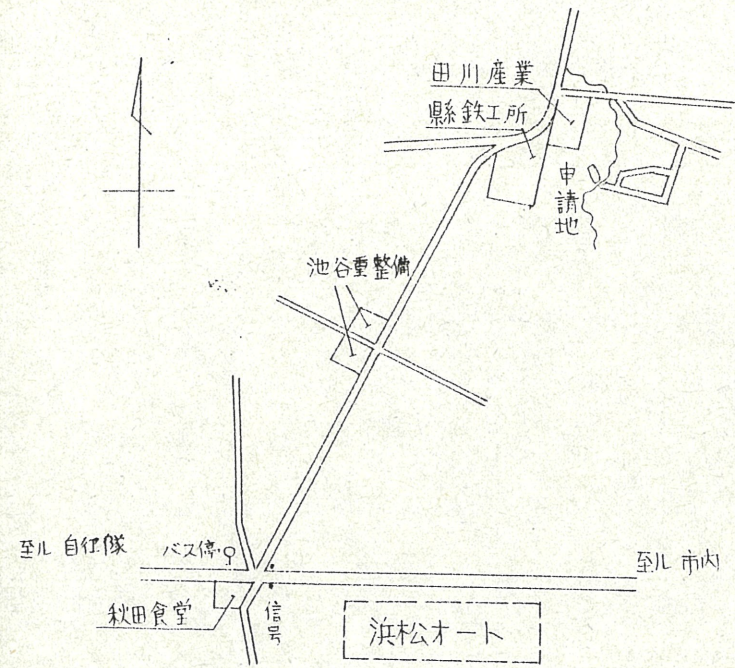 田川産業
縣鉄工所
申請地
池谷重整備
至ル 自衛隊
バス停
至ル 市内
秋田食堂
信号
浜松オート